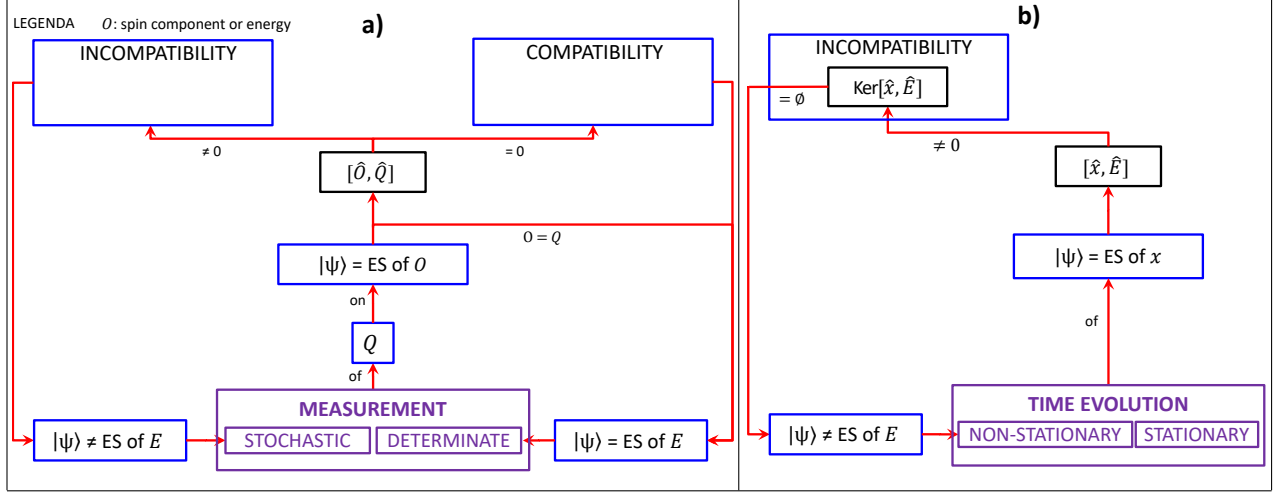 LEGENDA O: spin component or energy
a)
INCOMPATIBILITY
COMPATIBILITY
≠ 0
= 0
[Ô, Q̂]
O = Q
|ψ⟩ = ES of O
on
Q
of
MEASUREMENT
STOCHASTIC
DETERMINATE
|ψ⟩ ≠ ES of E
|ψ⟩ = ES of E
b)
INCOMPATIBILITY
Ker[x̂, Ê]
= ∅
≠ 0
[x̂, Ê]
|ψ⟩ = ES of x
of
TIME EVOLUTION
NON-STATIONARY
STATIONARY
|ψ⟩ ≠ ES of E